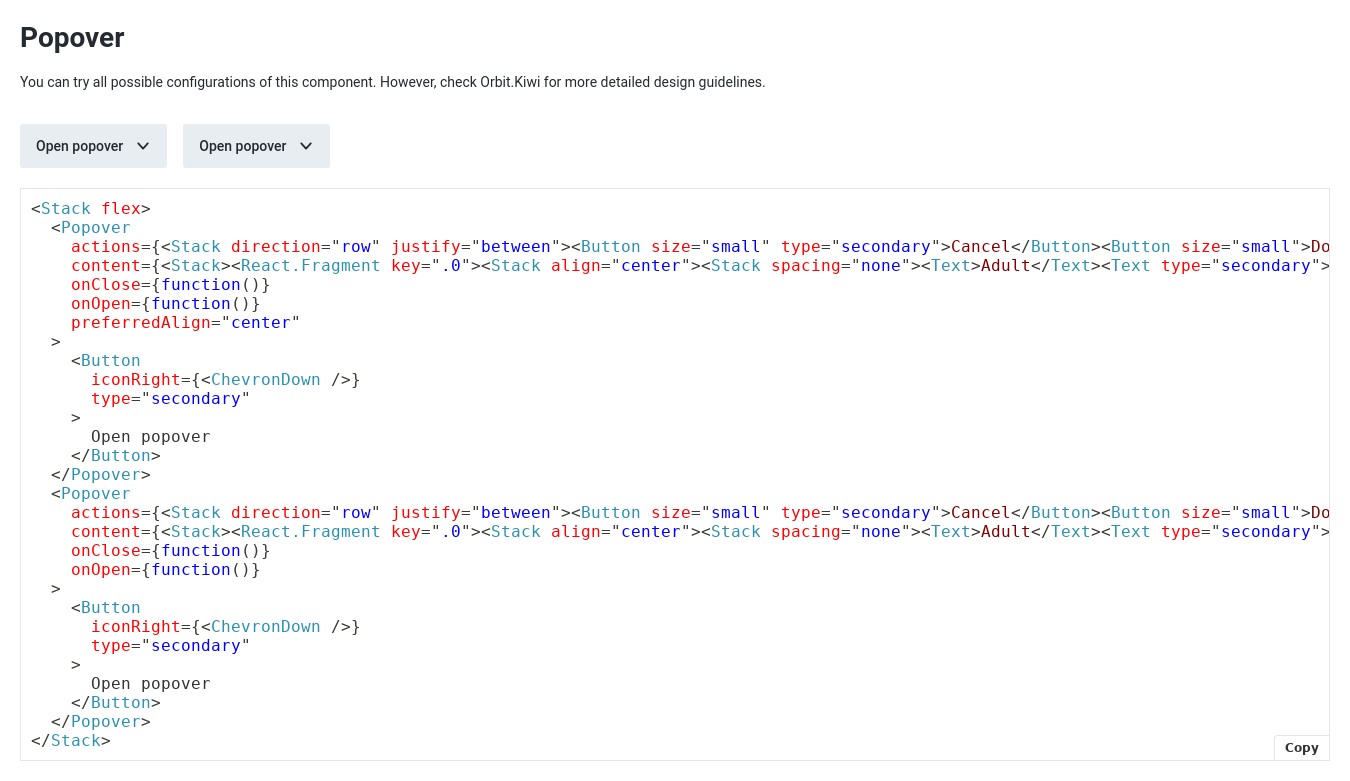 Popover
You can try all possible configurations of this component. However, check Orbit.Kiwi for more detailed design guidelines.
Open popover Open popover
<Stack flex>
  <Popover
    actions={<Stack direction="row" justify="between"><Button size="small" type="secondary">Cancel</Button><Button size="small">Do
    content={<Stack><React.Fragment key=".0"><Stack align="center"><Stack spacing="none"><Text>Adult</Text><Text type="secondary">
    onClose={function()}
    onOpen={function()}
    preferredAlign="center"
  >
    <Button
      iconRight={<ChevronDown />}
      type="secondary"
    >
      Open popover
    </Button>
  </Popover>
  <Popover
    actions={<Stack direction="row" justify="between"><Button size="small" type="secondary">Cancel</Button><Button size="small">Do
    content={<Stack><React.Fragment key=".0"><Stack align="center"><Stack spacing="none"><Text>Adult</Text><Text type="secondary">
    onClose={function()}
    onOpen={function()}
  >
    <Button
      iconRight={<ChevronDown />}
      type="secondary"
    >
      Open popover
    </Button>
  </Popover>
</Stack>
Copy